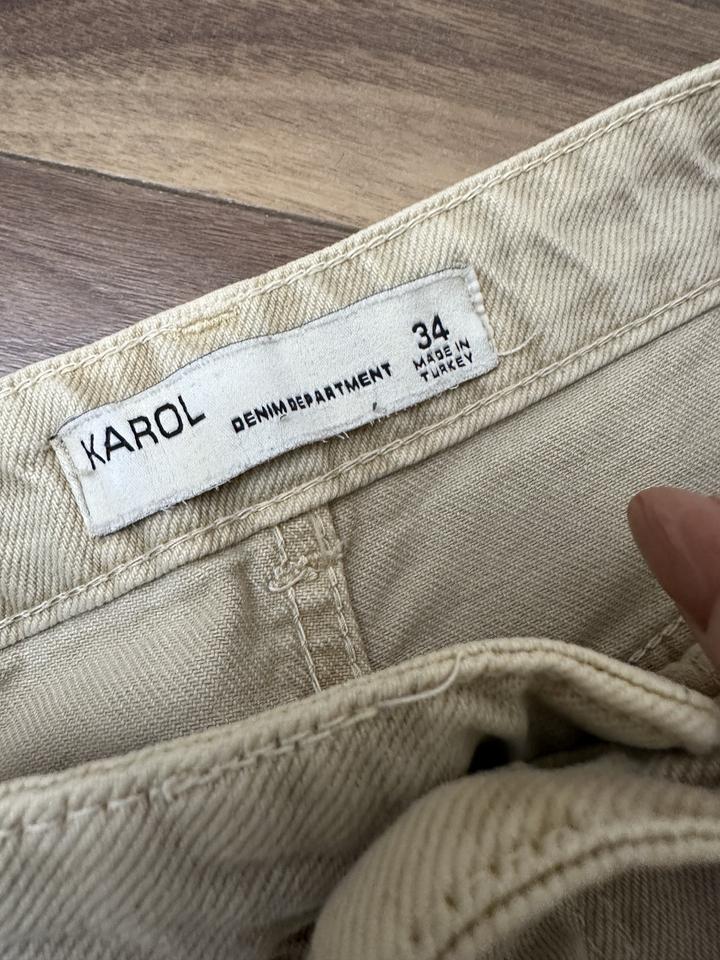 KAROL
DENIM DEPARTMENT
34
MADE IN
TURKEY